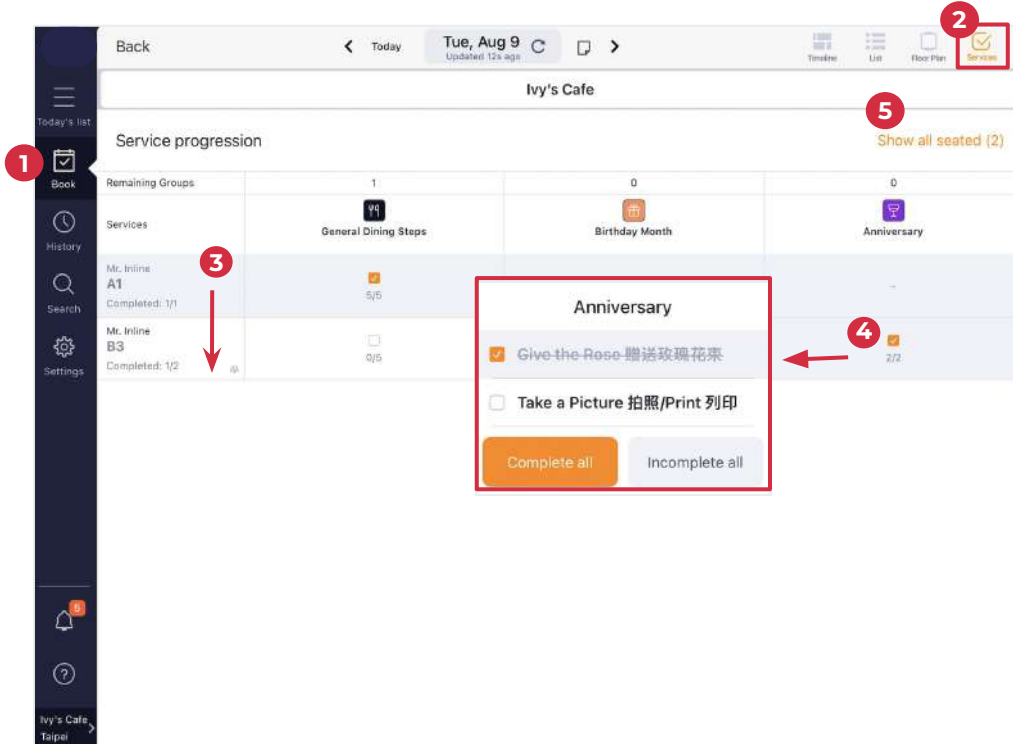 2
Back
Today
Tue, Aug 9
Updated 12s ago
Timeline
List
Floor Plan
Services
Ivy's Cafe
Today's list
5
Service progression
Show all seated (2)
1
Book
Remaining Groups
1
0
0
Services
General Dining Steps
Birthday Month
Anniversary
History
3
Mr. Inline
A1
Completed: 1/1
5/5
-
Search
Anniversary
4
Mr. Inline
B3
Completed: 1/2
0/5
2/2
Settings
Give the Rose 贈送玫瑰花束
Take a Picture 拍照/Print 列印
Complete all
Incomplete all
5
?
Ivy's Cafe
Taipei